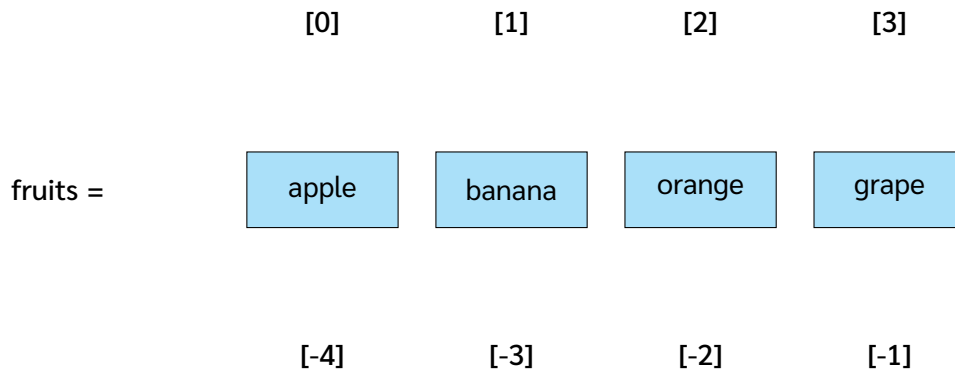 [0] [1] [2] [3]
fruits = apple banana orange grape
[-4] [-3] [-2] [-1]